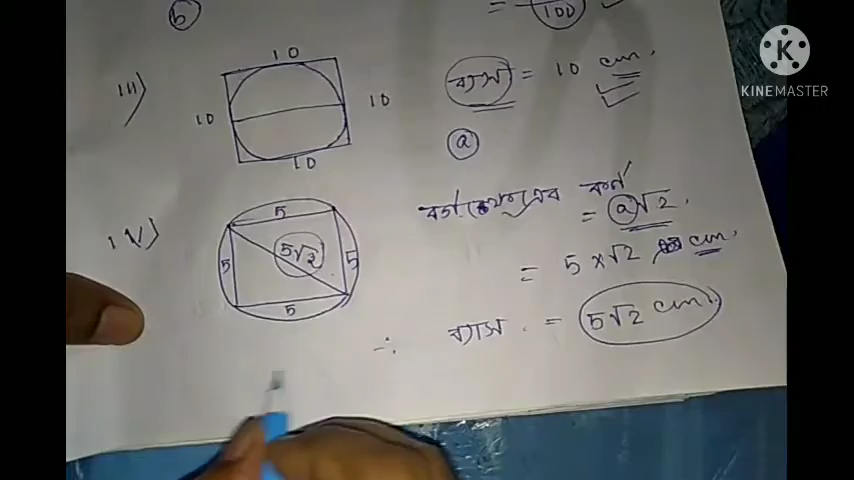 b
= 100
iii)
10
10
10
10
ব্যাস = 10 cm.
a
iv)
5
5
5
5
5√2
বর্গক্ষেত্রের কর্ণ
= a√2.
= 5 x √2 cm.
∴ ব্যাস = 5√2 cm.
KINEMASTER